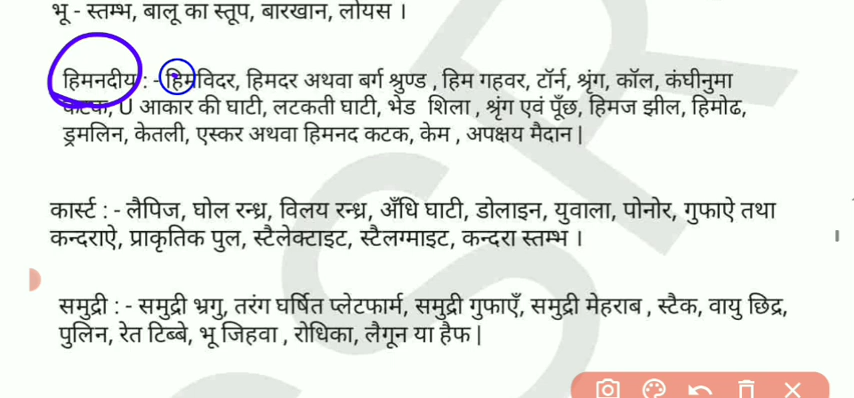 भू - स्तम्भ, बालू का स्तूप, बारखान, लोयस ।
हिमनदीय : - हिमविदर, हिमदर अथवा बर्ग श्रुण्ड , हिम गहवर, टॉर्न, श्रृंग, कॉल, कंघीनुमा
कटक, U आकार की घाटी, लटकती घाटी, भेड शिला , श्रृंग एवं पूँछ, हिमज झील, हिमोढ,
ड्रमलिन, केतली, एस्कर अथवा हिमनद कटक, केम , अपक्षय मैदान |
कार्स्ट : - लैपिज, घोल रन्ध्र, विलय रन्ध्र, अँधि घाटी, डोलाइन, युवाला, पोनोर, गुफाऐ तथा
कन्दराऐ, प्राकृतिक पुल, स्टैलेक्टाइट, स्टैलग्माइट, कन्दरा स्तम्भ ।
समुद्री : - समुद्री भ्रगु, तरंग घर्षित प्लेटफार्म, समुद्री गुफाएँ, समुद्री मेहराब , स्टैक, वायु छिद्र,
पुलिन, रेत टिब्बे, भू जिहवा , रोधिका, लैगून या हैफ |